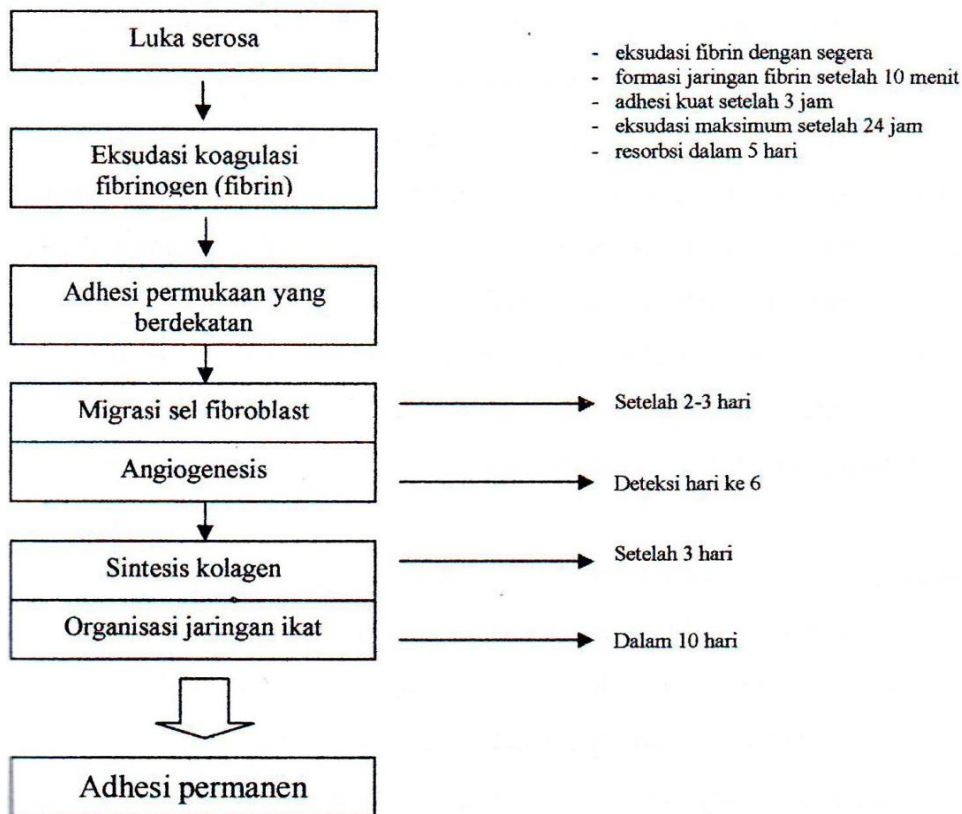 Luka serosa
- eksudasi fibrin dengan segera
- formasi jaringan fibrin setelah 10 menit
- adhesi kuat setelah 3 jam
- eksudasi maksimum setelah 24 jam
- resorbsi dalam 5 hari
Eksudasi koagulasi
fibrinogen (fibrin)
Adhesi permukaan yang
berdekatan
Migrasi sel fibroblast
Setelah 2-3 hari
Angiogenesis
Deteksi hari ke 6
Sintesis kolagen
Setelah 3 hari
Organisasi jaringan ikat
Dalam 10 hari
Adhesi permanen